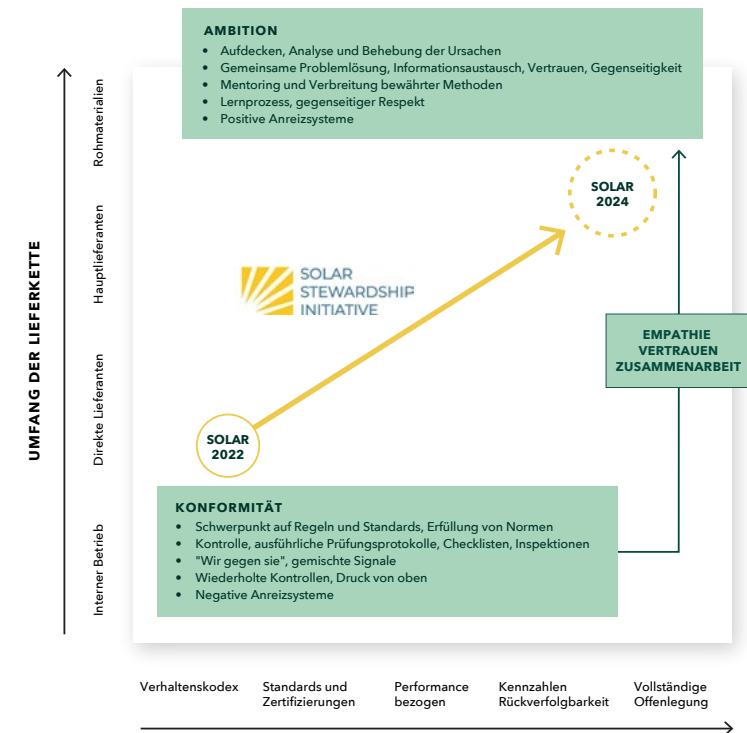 AMBITION
• Aufdecken, Analyse und Behebung der Ursachen
• Gemeinsame Problemlösung, Informationsaustausch, Vertrauen, Gegenseitigkeit
• Mentoring und Verbreitung bewährter Methoden
• Lernprozess, gegenseitiger Respekt
• Positive Anreizsysteme
UMFANG DER LIEFERKETTE
Rohmaterialien
Hauptlieferanten
Direkte Lieferanten
Interner Betrieb
SOLAR
2024
SOLAR
STEWARDSHIP
INITIATIVE
EMPATHIE
VERTRAUEN
ZUSAMMENARBEIT
SOLAR
2022
KONFORMITÄT
• Schwerpunkt auf Regeln und Standards, Erfüllung von Normen
• Kontrolle, ausführliche Prüfungsprotokolle, Checklisten, Inspektionen
• "Wir gegen sie", gemischte Signale
• Wiederholte Kontrollen, Druck von oben
• Negative Anreizsysteme
Verhaltenskodex
Standards und
Zertifizierungen
Performance
bezogen
Kennzahlen
Rückverfolgbarkeit
Vollständige
Offenlegung